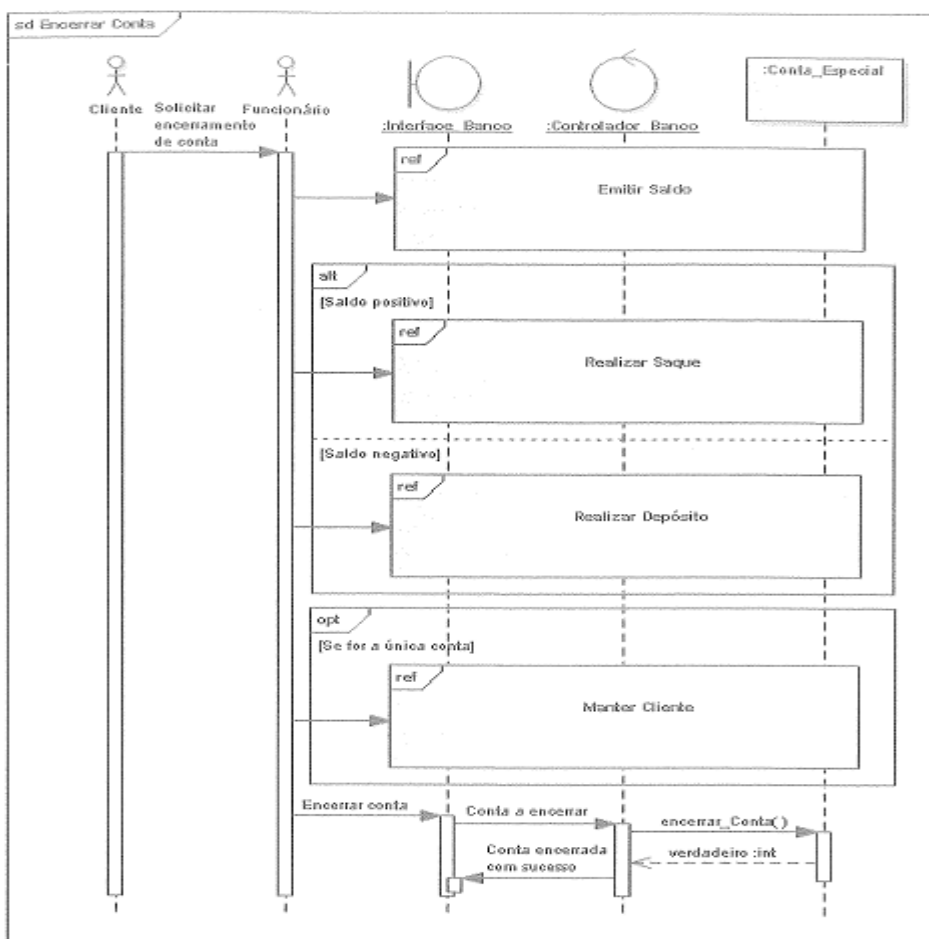 sd Encerrar Conta
Cliente
Solicitar
encerramento
de conta
Funcionário
:Interface_Banco
:Controlador_Banco
:Conta_Especial
ref
Emitir Saldo
alt
[Saldo positivo]
ref
Realizar Saque
[Saldo negativo]
ref
Realizar Depósito
opt
[Se for a única conta]
ref
Manter Cliente
Encerrar conta
Conta a encerrar
encerrar_Conta()
verdadeiro :int
Conta encerrada
com sucesso